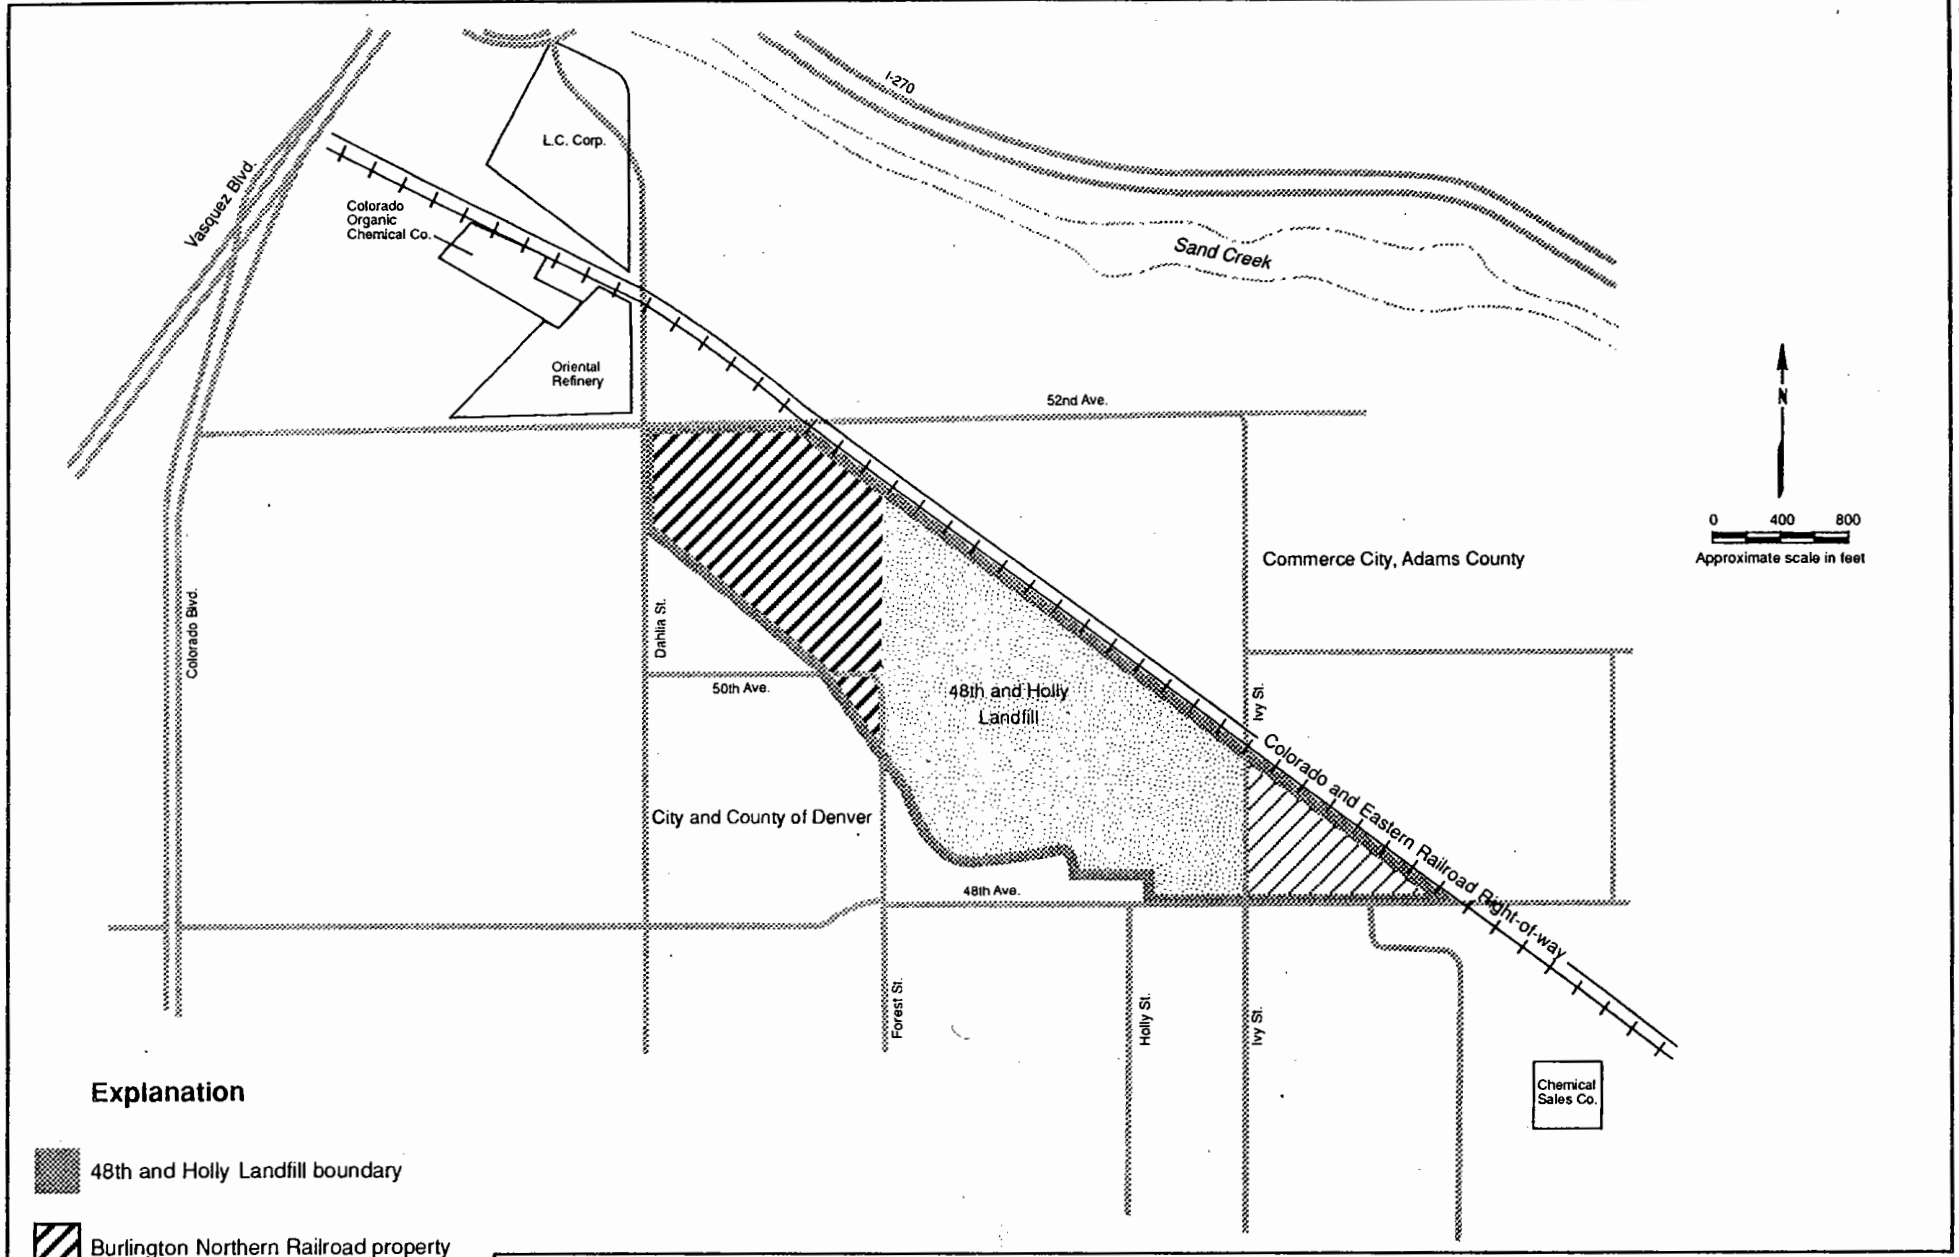 I-270
L.C. Corp.
Vasquez Blvd.
Colorado
Organic
Chemical Co.
Sand Creek
Oriental
Refinery
52nd Ave.
N
0 400 800
Approximate scale in feet
Commerce City, Adams County
Colorado Blvd.
Dahlia St.
50th Ave.
48th and Holly
Landfill
Ivy St.
Colorado and Eastern Railroad Right-of-way
City and County of Denver
48th Ave.
Forest St.
Holly St.
Ivy St.
Chemical
Sales Co.
Explanation
48th and Holly Landfill boundary
Burlington Northern Railroad property